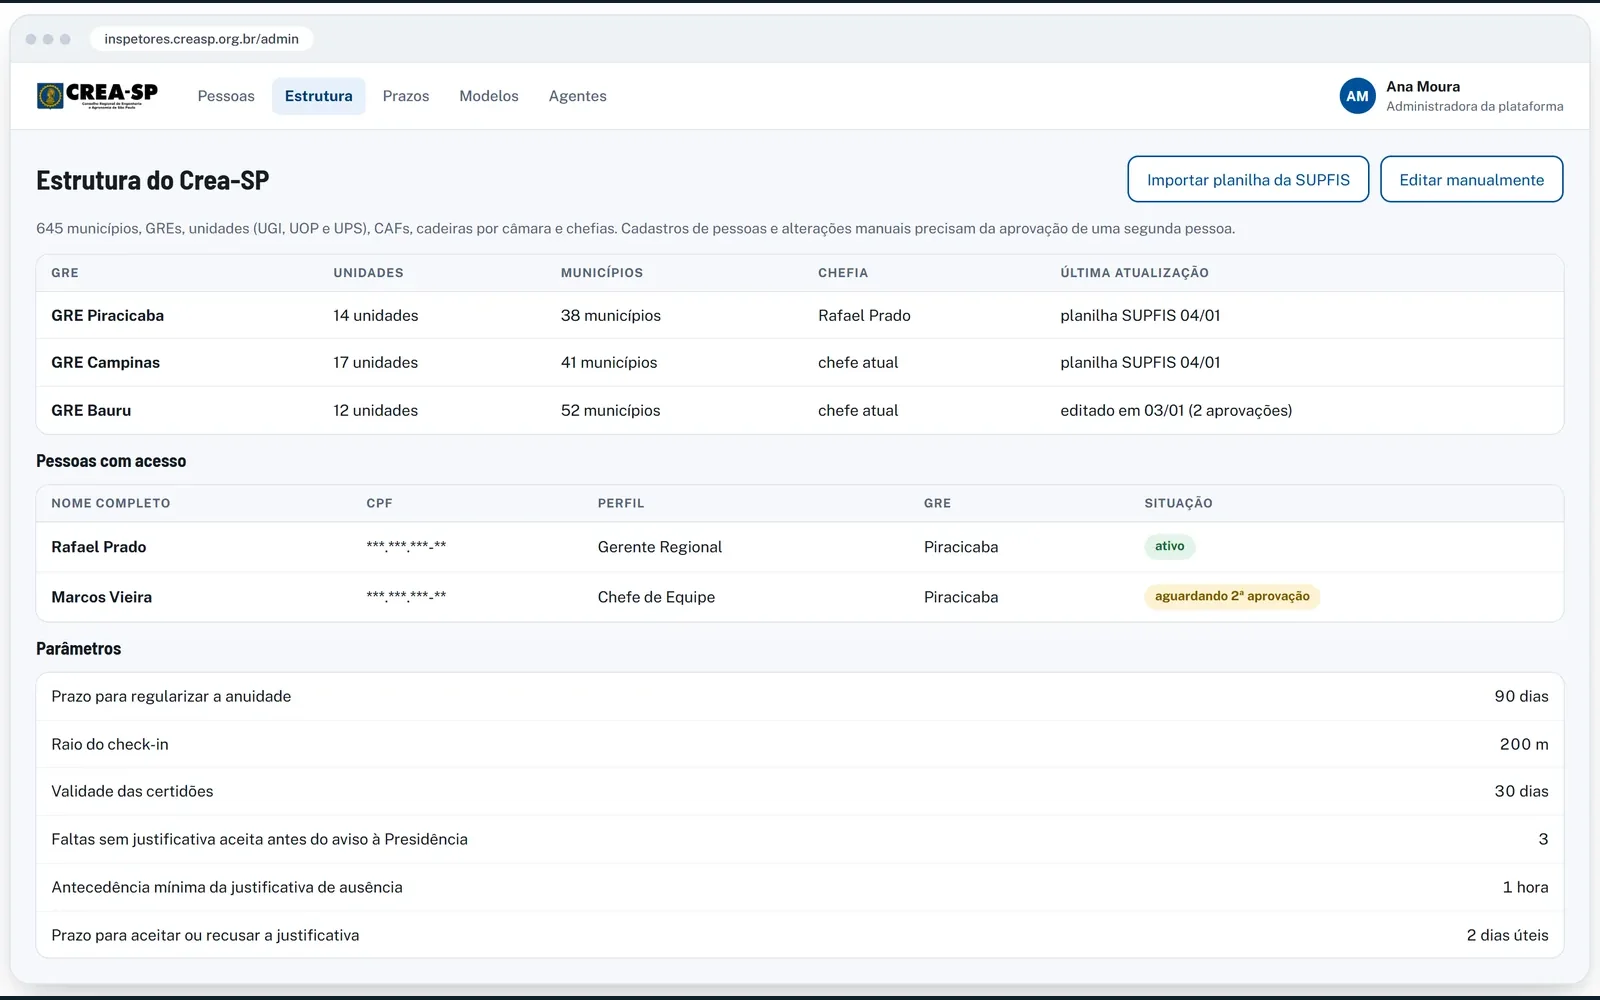 inspetores.creasp.org.br/admin
CREA-SP
Conselho Regional de Engenharia
e Agronomia de São Paulo
Pessoas
Estrutura
Prazos
Modelos
Agentes
AM
Ana Moura
Administradora da plataforma
Estrutura do Crea-SP
Importar planilha da SUPFIS
Editar manualmente
645 municípios, GREs, unidades (UGI, UOP e UPS), CAFs, cadeiras por câmara e chefias. Cadastros de pessoas e alterações manuais precisam da aprovação de uma segunda pessoa.
GRE UNIDADES MUNICÍPIOS CHEFIA ÚLTIMA ATUALIZAÇÃO
GRE Piracicaba 14 unidades 38 municípios Rafael Prado planilha SUPFIS 04/01
GRE Campinas 17 unidades 41 municípios chefe atual planilha SUPFIS 04/01
GRE Bauru 12 unidades 52 municípios chefe atual editado em 03/01 (2 aprovações)
Pessoas com acesso
NOME COMPLETO CPF PERFIL GRE SITUAÇÃO
Rafael Prado ***.***.***-** Gerente Regional Piracicaba ativo
Marcos Vieira ***.***.***-** Chefe de Equipe Piracicaba aguardando 2ª aprovação
Parâmetros
Prazo para regularizar a anuidade 90 dias
Raio do check-in 200 m
Validade das certidões 30 dias
Faltas sem justificativa aceita antes do aviso à Presidência 3
Antecedência mínima da justificativa de ausência 1 hora
Prazo para aceitar ou recusar a justificativa 2 dias úteis